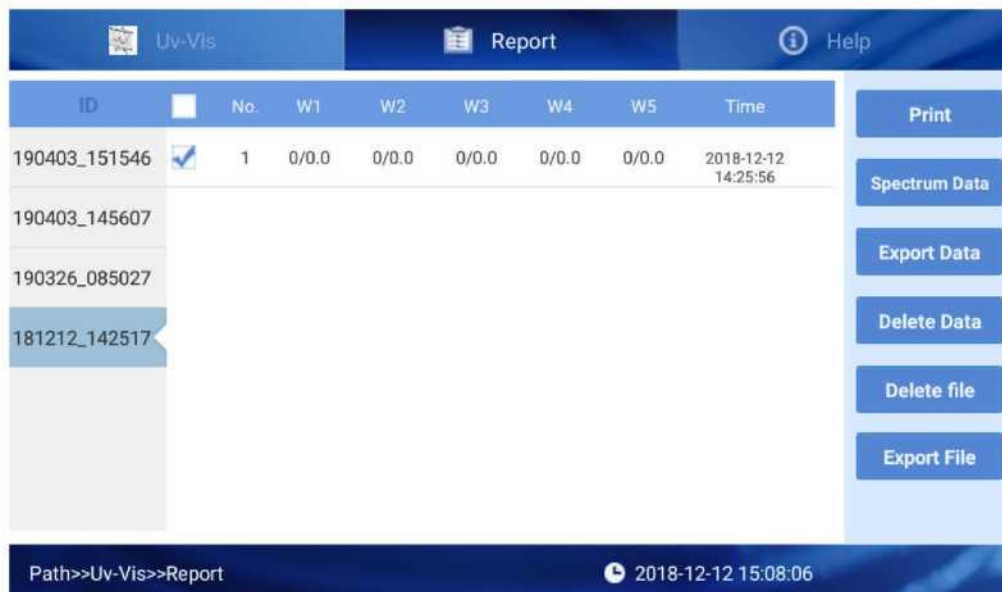 Uv-Vis Report Help
ID No. W1 W2 W3 W4 W5 Time
190403_151546 1 0/0.0 0/0.0 0/0.0 0/0.0 0/0.0 2018-12-12
14:25:56
190403_145607
190326_085027
181212_142517
Print
Spectrum Data
Export Data
Delete Data
Delete file
Export File
Path>>Uv-Vis>>Report 2018-12-12 15:08:06